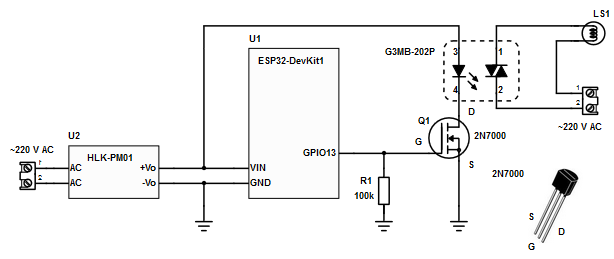 LS1
U1
ESP32-DevKit1
G3MB-202P
3
1
4
2
1
2
~220 V AC
D
Q1
G
2N7000
S
U2
HLK-PM01
~220 V AC
1
2
AC
AC
+Vo
-Vo
VIN
GND
GPIO13
R1
100k
2N7000
S
G
D